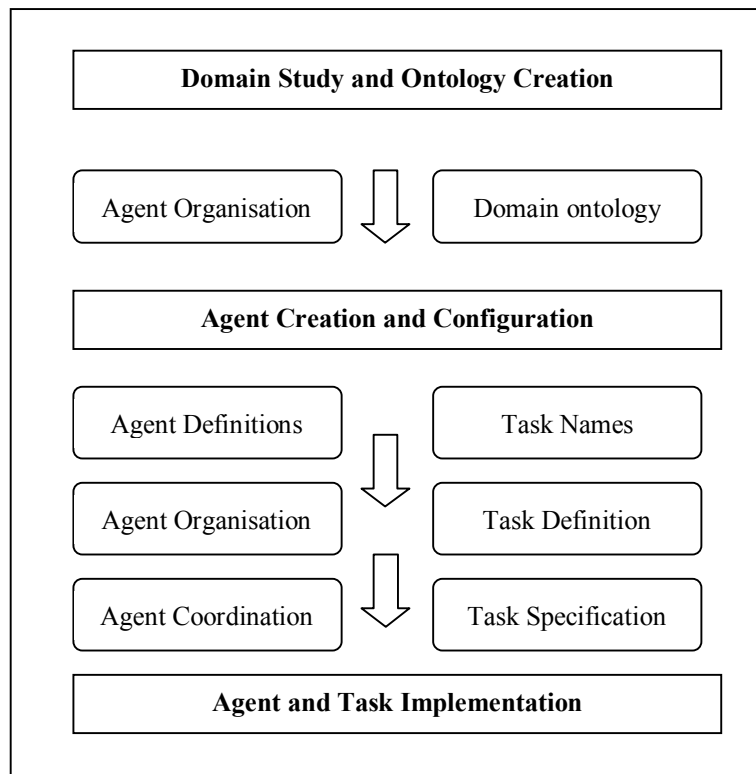 Domain Study and Ontology Creation
Agent Organisation
Domain ontology
Agent Creation and Configuration
Agent Definitions
Task Names
Agent Organisation
Task Definition
Agent Coordination
Task Specification
Agent and Task Implementation